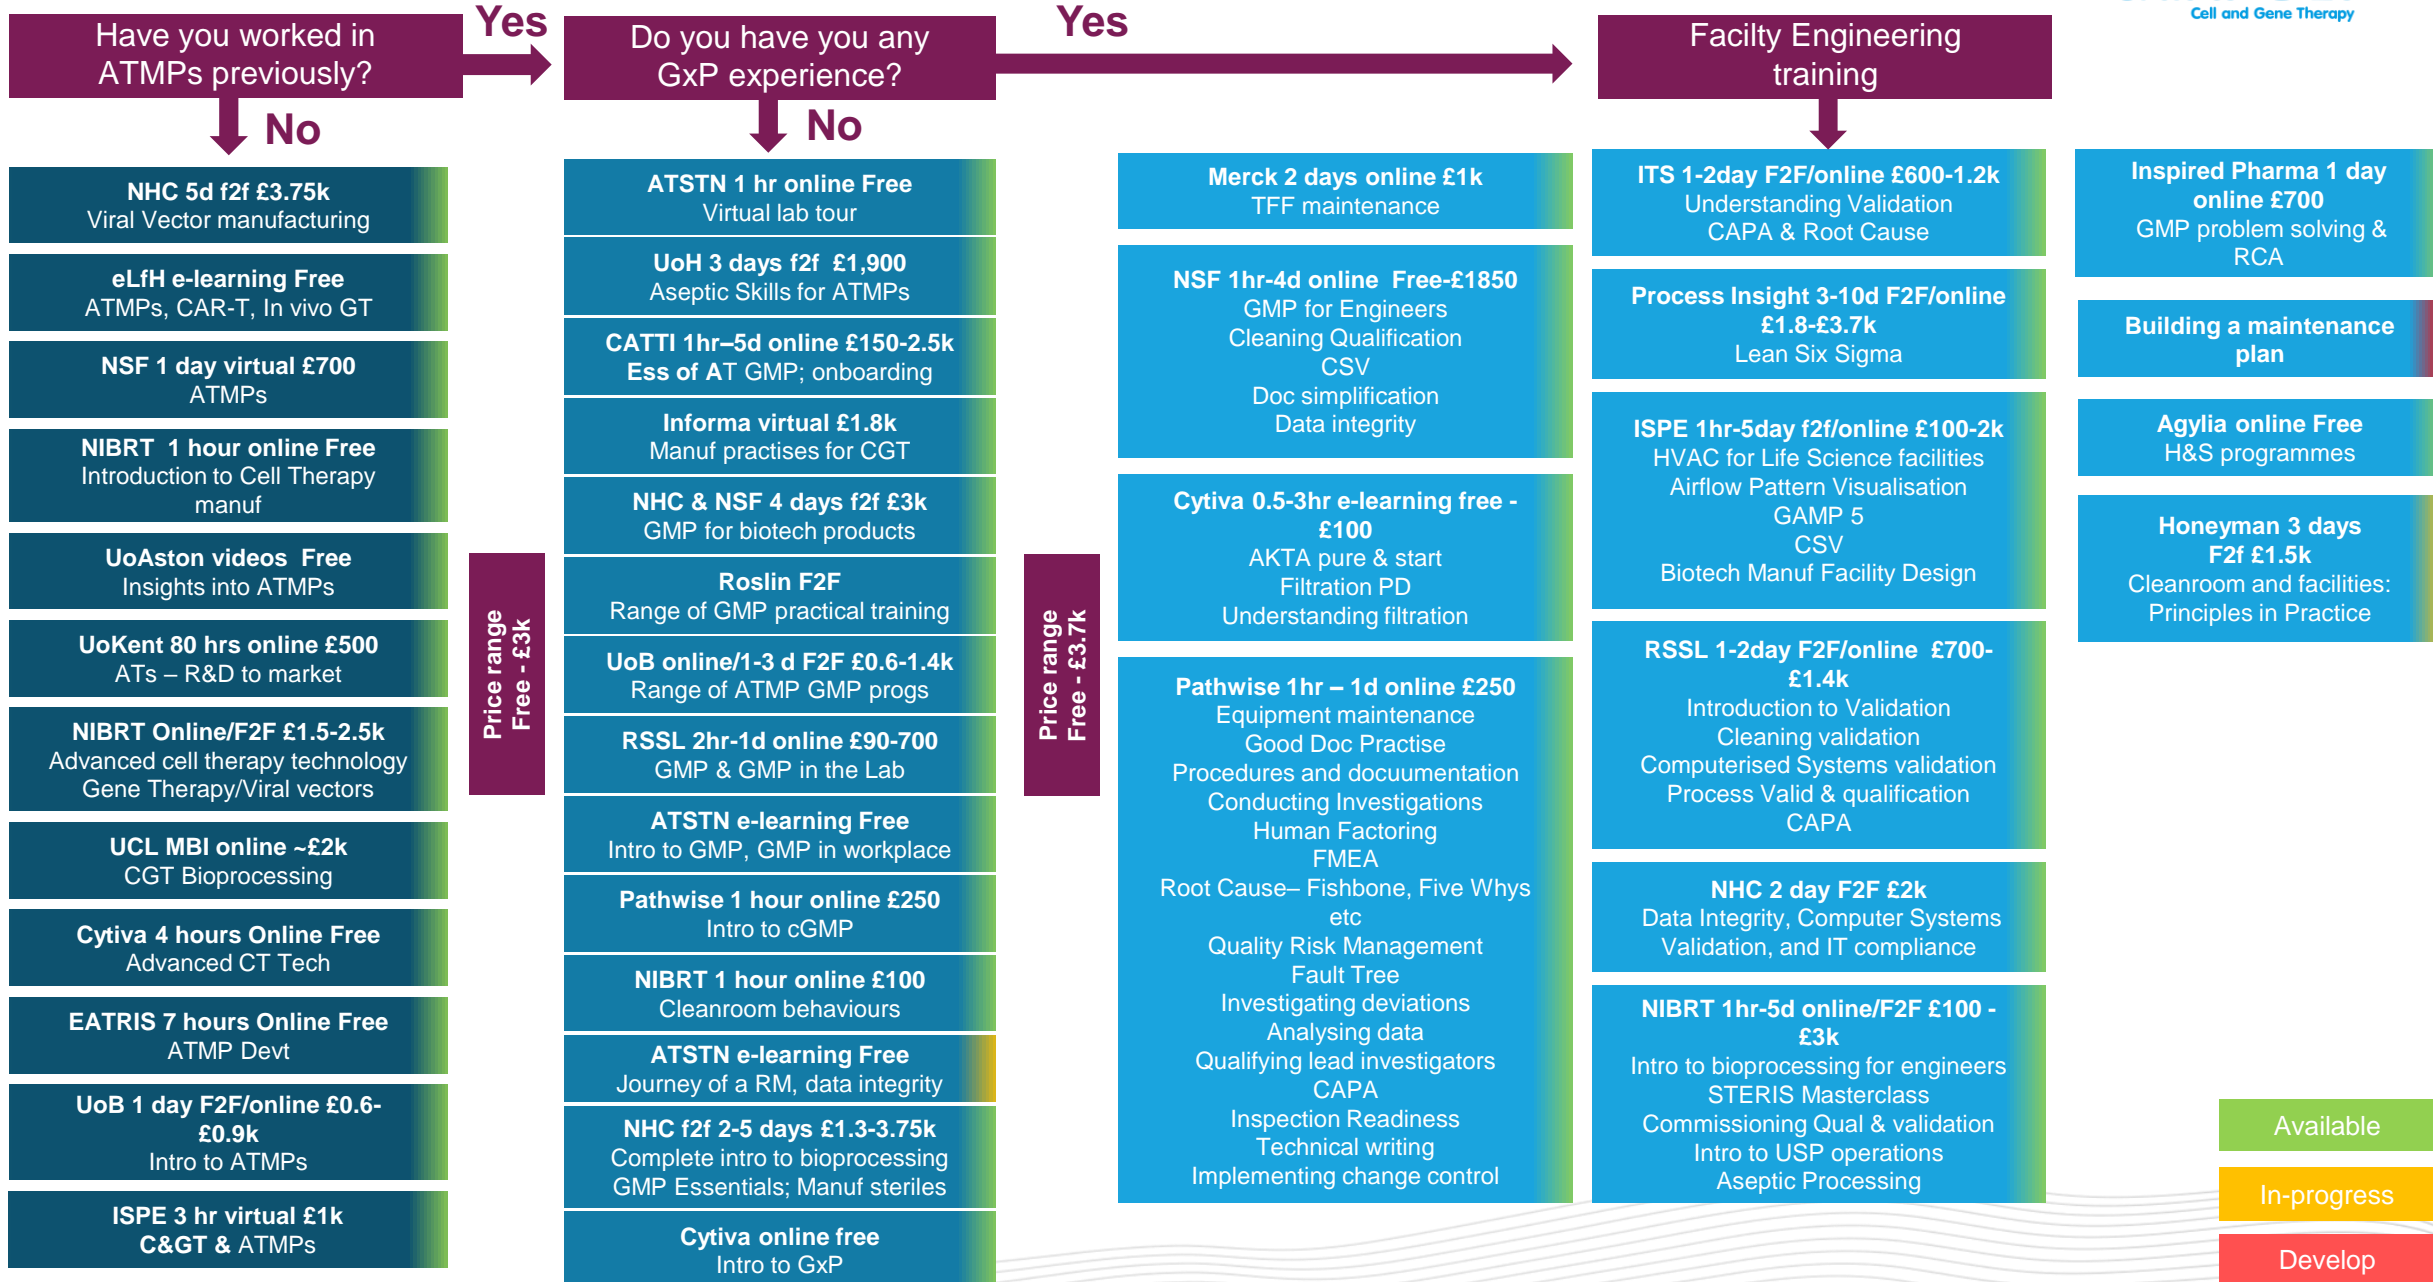 Cell and Gene Therapy
Have you worked in
ATMPs previously?
Yes
No
Do you have you any
GxP experience?
Yes
No
Facilty Engineering
training
NHC 5d f2f £3.75k
Viral Vector manufacturing
eLfH e-learning Free
ATMPs, CAR-T, In vivo GT
NSF 1 day virtual £700
ATMPs
NIBRT 1 hour online Free
Introduction to Cell Therapy
manuf
UoAston videos Free
Insights into ATMPs
UoKent 80 hrs online £500
ATs – R&D to market
NIBRT Online/F2F £1.5-2.5k
Advanced cell therapy technology
Gene Therapy/Viral vectors
UCL MBI online ~£2k
CGT Bioprocessing
Cytiva 4 hours Online Free
Advanced CT Tech
EATRIS 7 hours Online Free
ATMP Devt
UoB 1 day F2F/online £0.6-
£0.9k
Intro to ATMPs
ISPE 3 hr virtual £1k
C&GT & ATMPs
Price range
Free - £3k
ATSTN 1 hr online Free
Virtual lab tour
UoH 3 days f2f £1,900
Aseptic Skills for ATMPs
CATTI 1hr–5d online £150-2.5k
Ess of AT GMP; onboarding
Informa virtual £1.8k
Manuf practises for CGT
NHC & NSF 4 days f2f £3k
GMP for biotech products
Roslin F2F
Range of GMP practical training
UoB online/1-3 d F2F £0.6-1.4k
Range of ATMP GMP progs
RSSL 2hr-1d online £90-700
GMP & GMP in the Lab
ATSTN e-learning Free
Intro to GMP, GMP in workplace
Pathwise 1 hour online £250
Intro to cGMP
NIBRT 1 hour online £100
Cleanroom behaviours
ATSTN e-learning Free
Journey of a RM, data integrity
NHC f2f 2-5 days £1.3-3.75k
Complete intro to bioprocessing
GMP Essentials; Manuf steriles
Cytiva online free
Intro to GxP
Price range
Free - £3.7k
Merck 2 days online £1k
TFF maintenance
NSF 1hr-4d online Free-£1850
GMP for Engineers
Cleaning Qualification
CSV
Doc simplification
Data integrity
Cytiva 0.5-3hr e-learning free -
£100
AKTA pure & start
Filtration PD
Understanding filtration
Pathwise 1hr – 1d online £250
Equipment maintenance
Good Doc Practise
Procedures and docuumentation
Conducting Investigations
Human Factoring
FMEA
Root Cause– Fishbone, Five Whys
etc
Quality Risk Management
Fault Tree
Investigating deviations
Analysing data
Qualifying lead investigators
CAPA
Inspection Readiness
Technical writing
Implementing change control
ITS 1-2day F2F/online £600-1.2k
Understanding Validation
CAPA & Root Cause
Process Insight 3-10d F2F/online
£1.8-£3.7k
Lean Six Sigma
ISPE 1hr-5day f2f/online £100-2k
HVAC for Life Science facilities
Airflow Pattern Visualisation
GAMP 5
CSV
Biotech Manuf Facility Design
RSSL 1-2day F2F/online £700-
£1.4k
Introduction to Validation
Cleaning validation
Computerised Systems validation
Process Valid & qualification
CAPA
NHC 2 day F2F £2k
Data Integrity, Computer Systems
Validation, and IT compliance
NIBRT 1hr-5d online/F2F £100 -
£3k
Intro to bioprocessing for engineers
STERIS Masterclass
Commissioning Qual & validation
Intro to USP operations
Aseptic Processing
Inspired Pharma 1 day
online £700
GMP problem solving &
RCA
Building a maintenance
plan
Agylia online Free
H&S programmes
Honeyman 3 days
F2f £1.5k
Cleanroom and facilities:
Principles in Practice
Available
In-progress
Develop